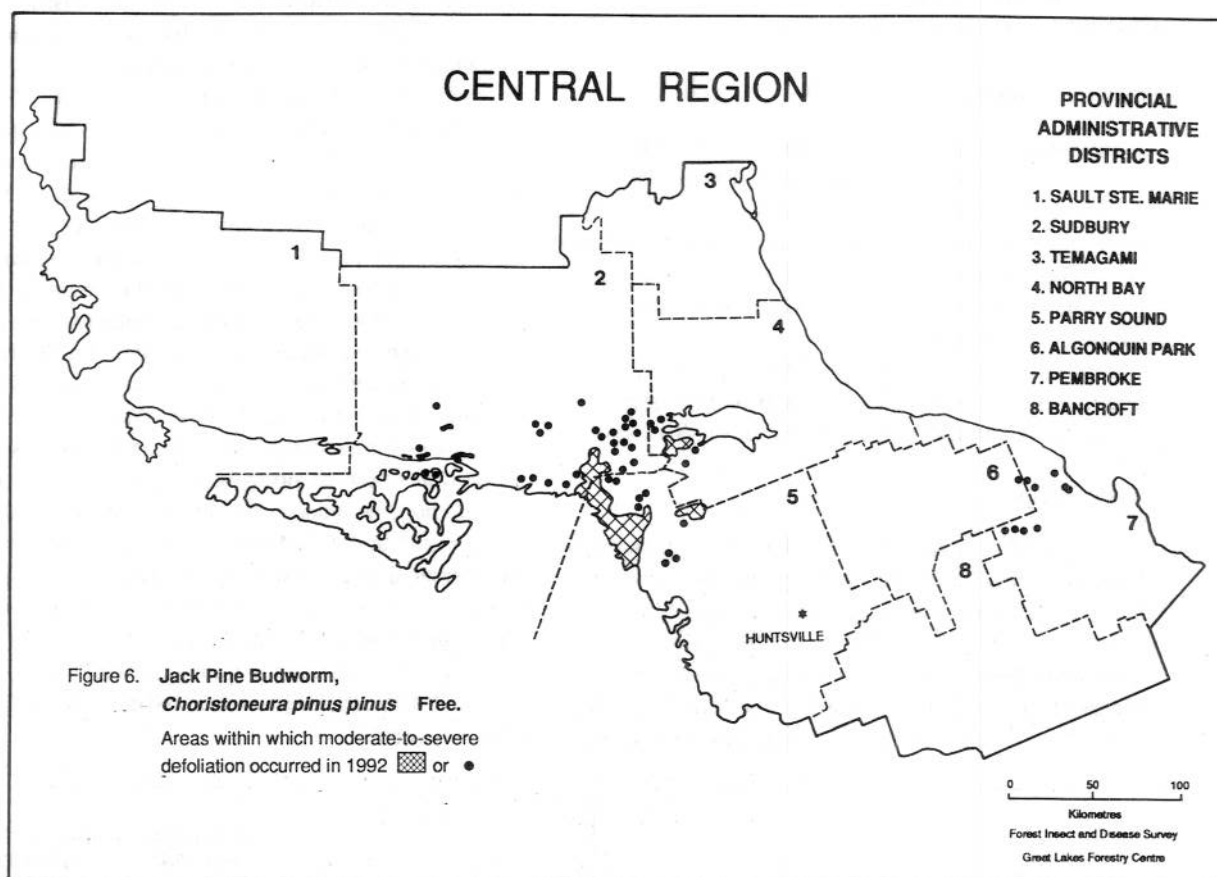 CENTRAL REGION
PROVINCIAL
ADMINISTRATIVE
DISTRICTS
1. SAULT STE. MARIE
2. SUDBURY
3. TEMAGAMI
4. NORTH BAY
5. PARRY SOUND
6. ALGONQUIN PARK
7. PEMBROKE
8. BANCROFT
3
1
2
4
6
5
7
8
*
HUNTSVILLE
Figure 6. Jack Pine Budworm,
Choristoneura pinus pinus Free.
Areas within which moderate-to-severe
defoliation occurred in 1992 or
0 50 100
Kilometres
Forest Insect and Disease Survey
Great Lakes Forestry Centre